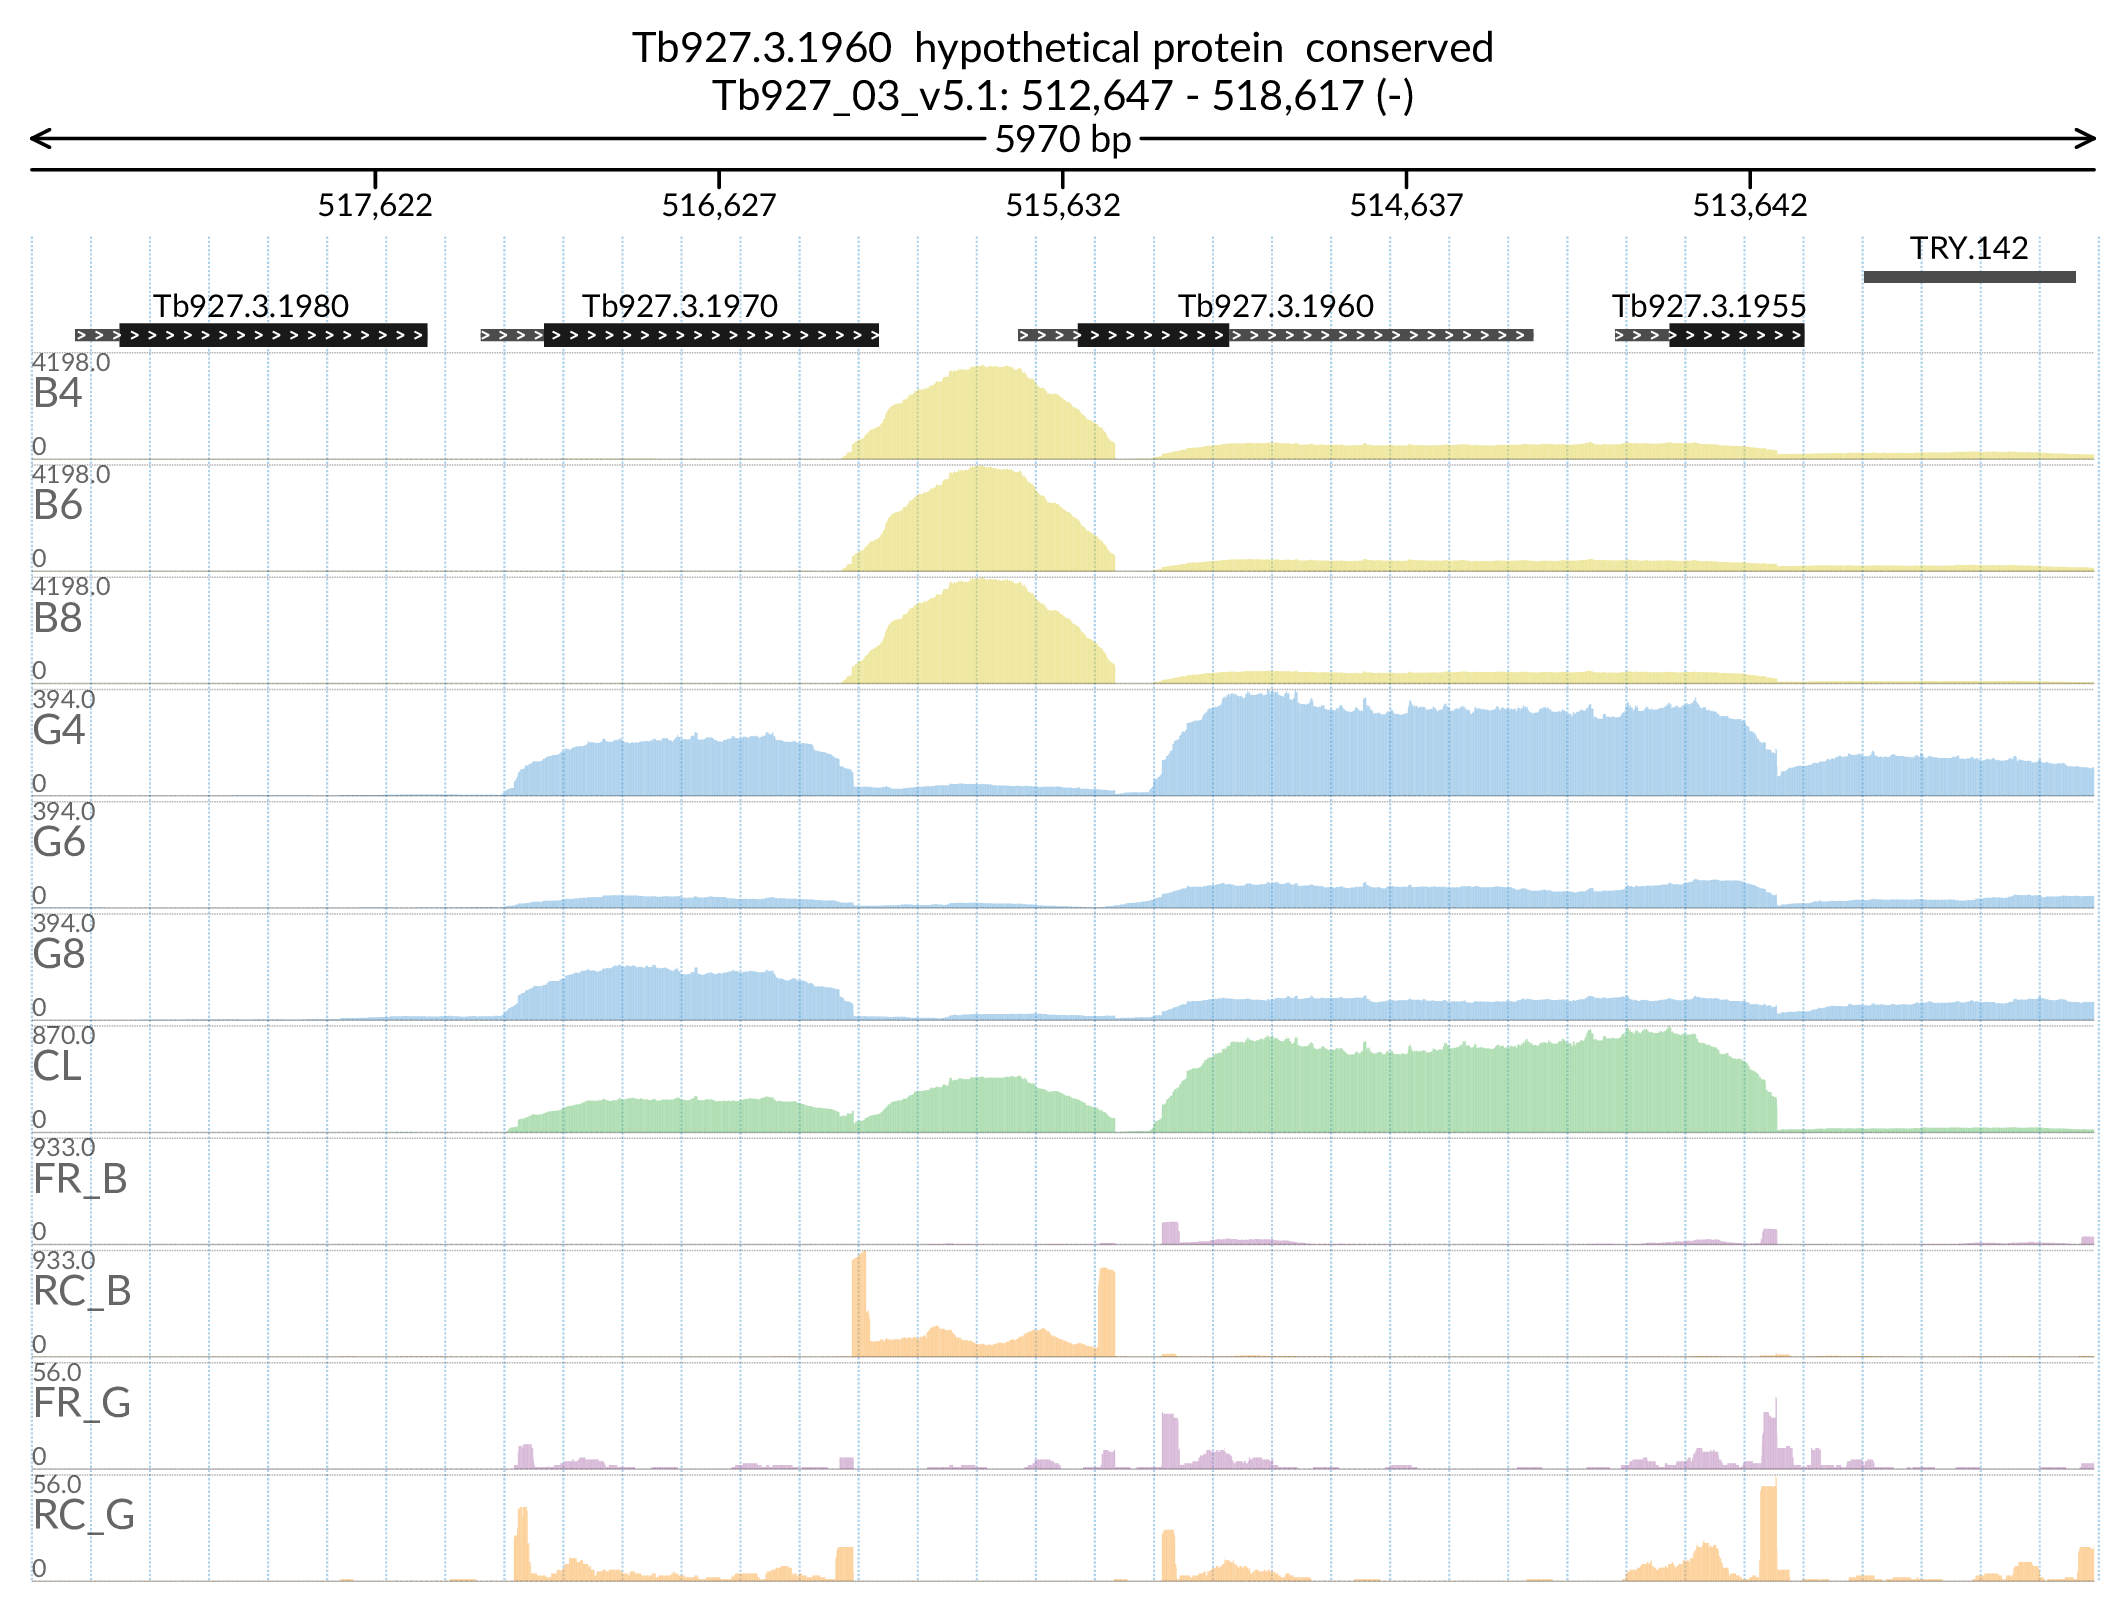 Tb927.3.1960 hypothetical protein conserved
Tb927_03_v5.1: 512,647 - 518,617 (-)
5970 bp
517,622 516,627 515,632 514,637 513,642
TRY.142
Tb927.3.1980 Tb927.3.1970 Tb927.3.1960 Tb927.3.1955
4198.0
B4
0
4198.0
B6
0
4198.0
B8
0
394.0
G4
0
394.0
G6
0
394.0
G8
0
870.0
CL
0
933.0
FR_B
0
933.0
RC_B
0
56.0
FR_G
0
56.0
RC_G
0